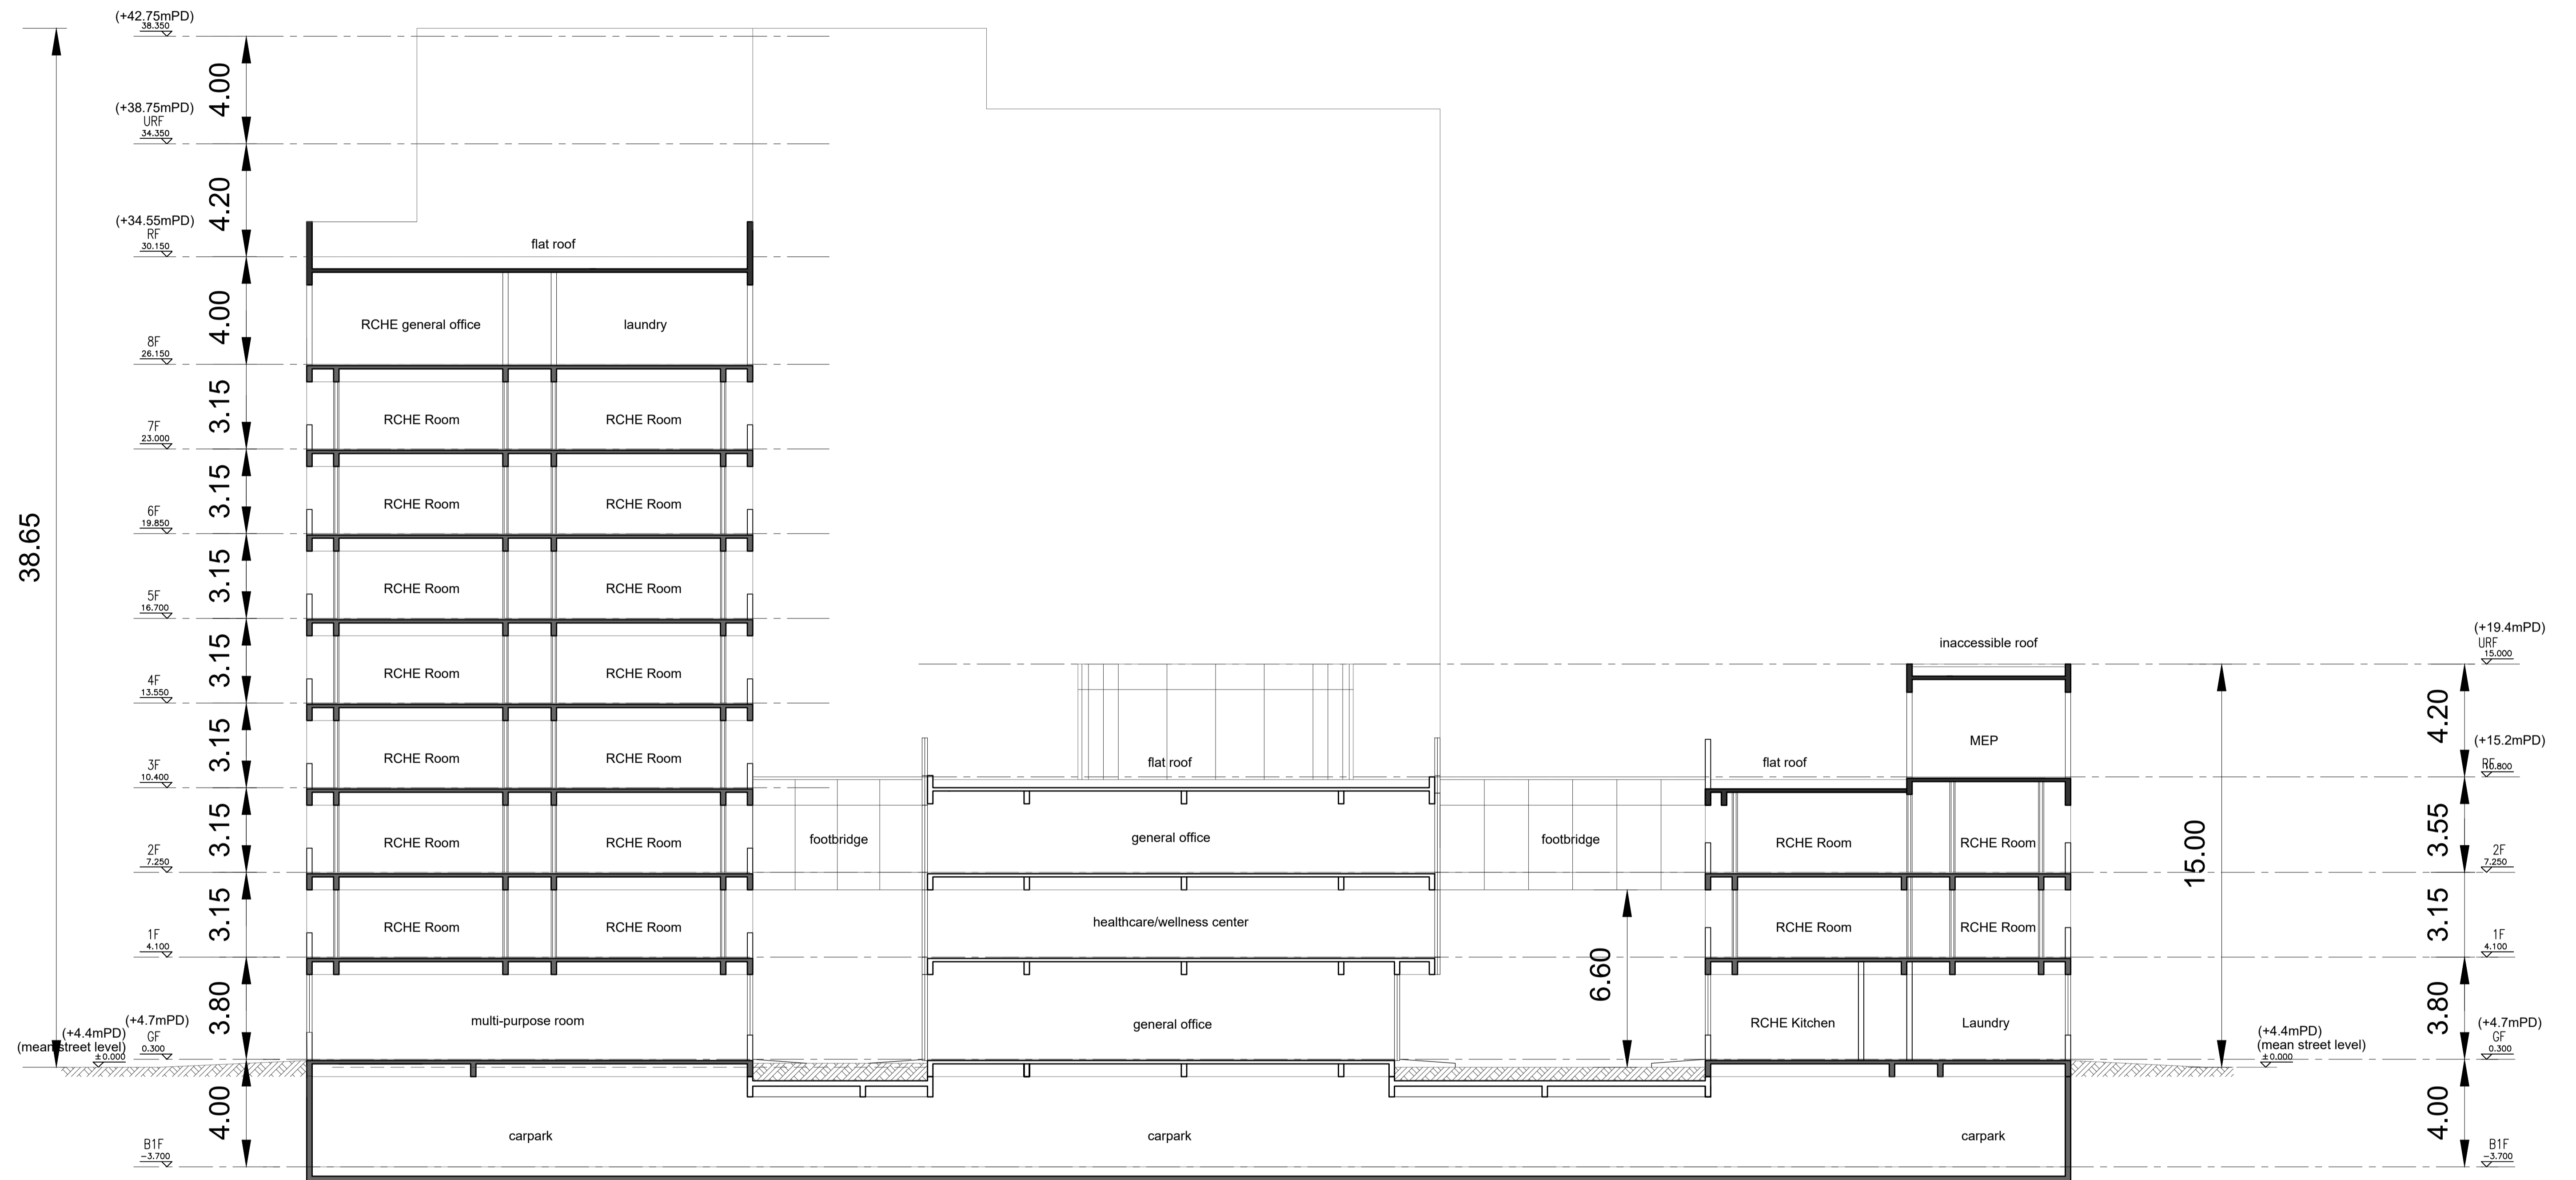 (+42.75mPD)
38.350
4.00
(+38.75mPD)
URF
34.350
4.20
(+34.55mPD)
RF
30.150
flat roof
4.00
RCHE general office
laundry
8F
26.150
3.15
RCHE Room
RCHE Room
7F
23.000
3.15
RCHE Room
RCHE Room
6F
19.850
38.65
3.15
RCHE Room
RCHE Room
5F
16.700
3.15
RCHE Room
RCHE Room
4F
13.550
3.15
RCHE Room
RCHE Room
3F
10.400
3.15
RCHE Room
RCHE Room
2F
7.250
3.15
RCHE Room
RCHE Room
1F
4.100
3.80
multi-purpose room
(+4.7mPD)
GF
0.300
(+4.4mPD)
(mean street level)
±0.000
4.00
carpark
B1F
-3.700
flat roof
footbridge
general office
footbridge
healthcare/wellness center
6.60
general office
carpark
inaccessible roof
(+19.4mPD)
URF
15.000
4.20
MEP
flat roof
(+15.2mPD)
RF
10.800
15.00
3.55
RCHE Room
RCHE Room
2F
7.250
3.15
RCHE Room
RCHE Room
1F
4.100
3.80
RCHE Kitchen
Laundry
(+4.7mPD)
GF
0.300
(+4.4mPD)
(mean street level)
±0.000
4.00
carpark
B1F
-3.700